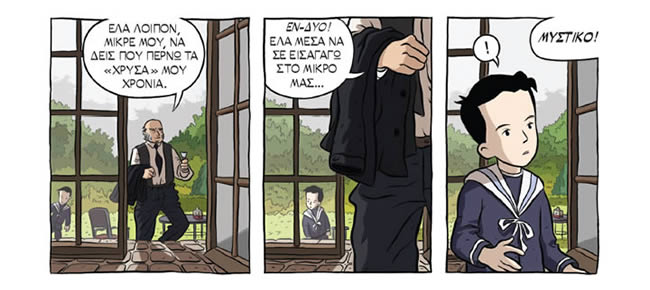 ΕΛΑ ΛΟΙΠΟΝ,
ΜΙΚΡΕ ΜΟΥ, ΝΑ
ΔΕΙΣ ΠΟΥ ΠΕΡΝΩ ΤΑ
«ΧΡΥΣΑ» ΜΟΥ
ΧΡΟΝΙΑ.
ΕΝ-ΔΥΟ!
ΕΛΑ ΜΕΣΑ ΝΑ
ΣΕ ΕΙΣΑΓΑΓΩ
ΣΤΟ ΜΙΚΡΟ
ΜΑΣ...
!
ΜΥΣΤΙΚΟ!